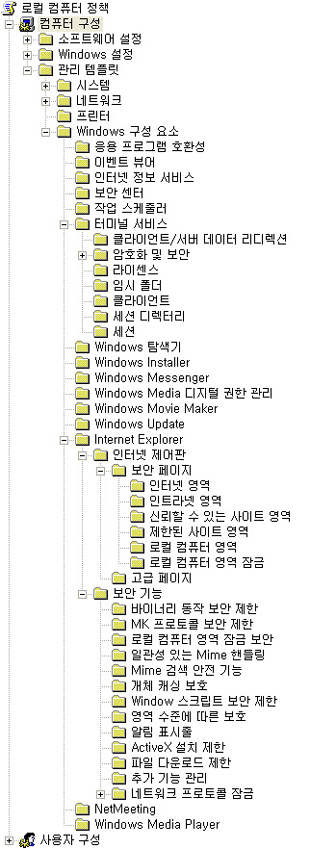 로컬 컴퓨터 정책
컴퓨터 구성
소프트웨어 설정
Windows 설정
관리 템플릿
시스템
네트워크
프린터
Windows 구성 요소
응용 프로그램 호환성
이벤트 뷰어
인터넷 정보 서비스
보안 센터
작업 스케줄러
터미널 서비스
클라이언트/서버 데이터 리디렉션
암호화 및 보안
라이센스
임시 폴더
클라이언트
세션 디렉터리
세션
Windows 탐색기
Windows Installer
Windows Messenger
Windows Media 디지털 권한 관리
Windows Movie Maker
Windows Update
Internet Explorer
인터넷 제어판
보안 페이지
인터넷 영역
인트라넷 영역
신뢰할 수 있는 사이트 영역
제한된 사이트 영역
로컬 컴퓨터 영역
로컬 컴퓨터 영역 잠금
고급 페이지
보안 기능
바이너리 동작 보안 제한
MK 프로토콜 보안 제한
로컬 컴퓨터 영역 잠금 보안
일관성 있는 Mime 핸들링
Mime 검색 안전 기능
개체 캐싱 보호
Window 스크립트 보안 제한
영역 수준에 따른 보호
알림 표시줄
ActiveX 설치 제한
파일 다운로드 제한
추가 기능 관리
네트워크 프로토콜 잠금
NetMeeting
Windows Media Player
사용자 구성